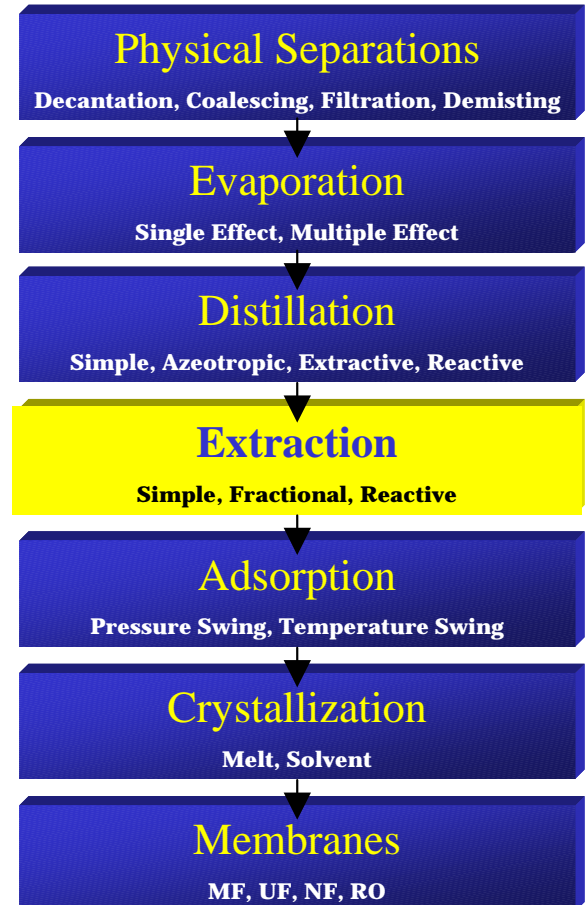 Physical Separations
Decantation, Coalescing, Filtration, Demisting
Evaporation
Single Effect, Multiple Effect
Distillation
Simple, Azeotropic, Extractive, Reactive
Extraction
Simple, Fractional, Reactive
Adsorption
Pressure Swing, Temperature Swing
Crystallization
Melt, Solvent
Membranes
MF, UF, NF, RO